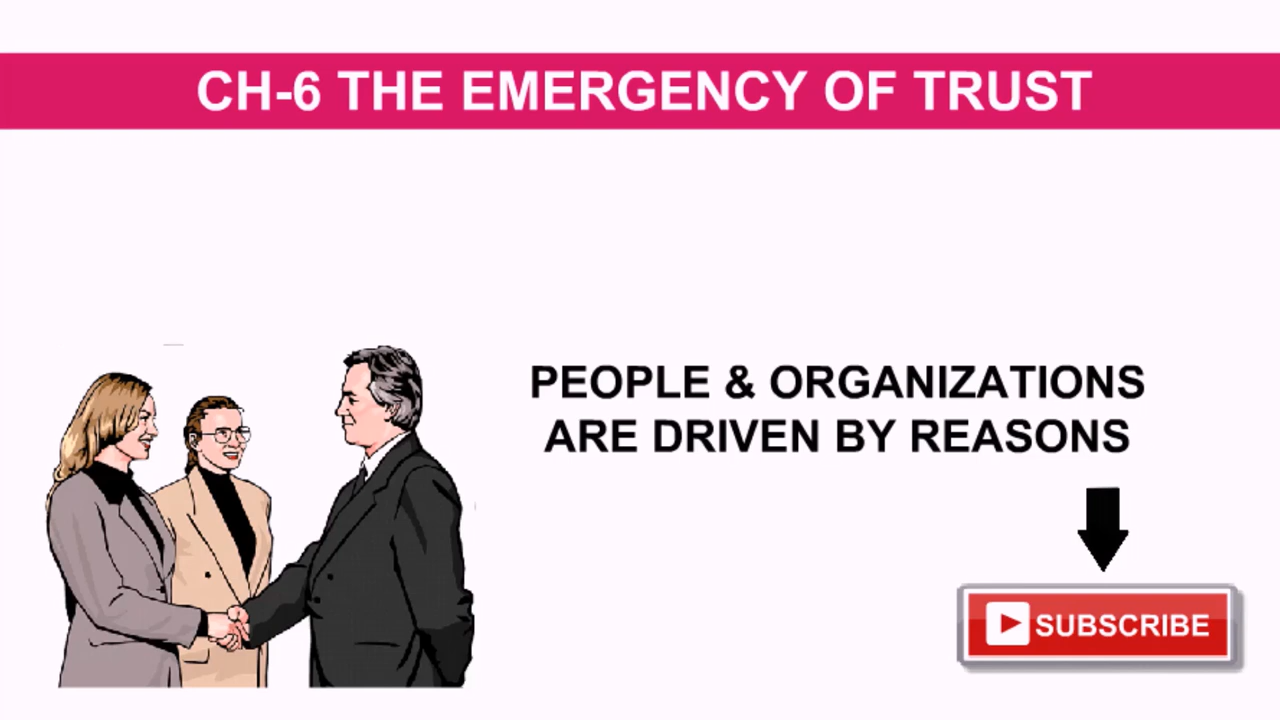 CH-6 THE EMERGENCY OF TRUST
PEOPLE & ORGANIZATIONS
ARE DRIVEN BY REASONS
SUBSCRIBE